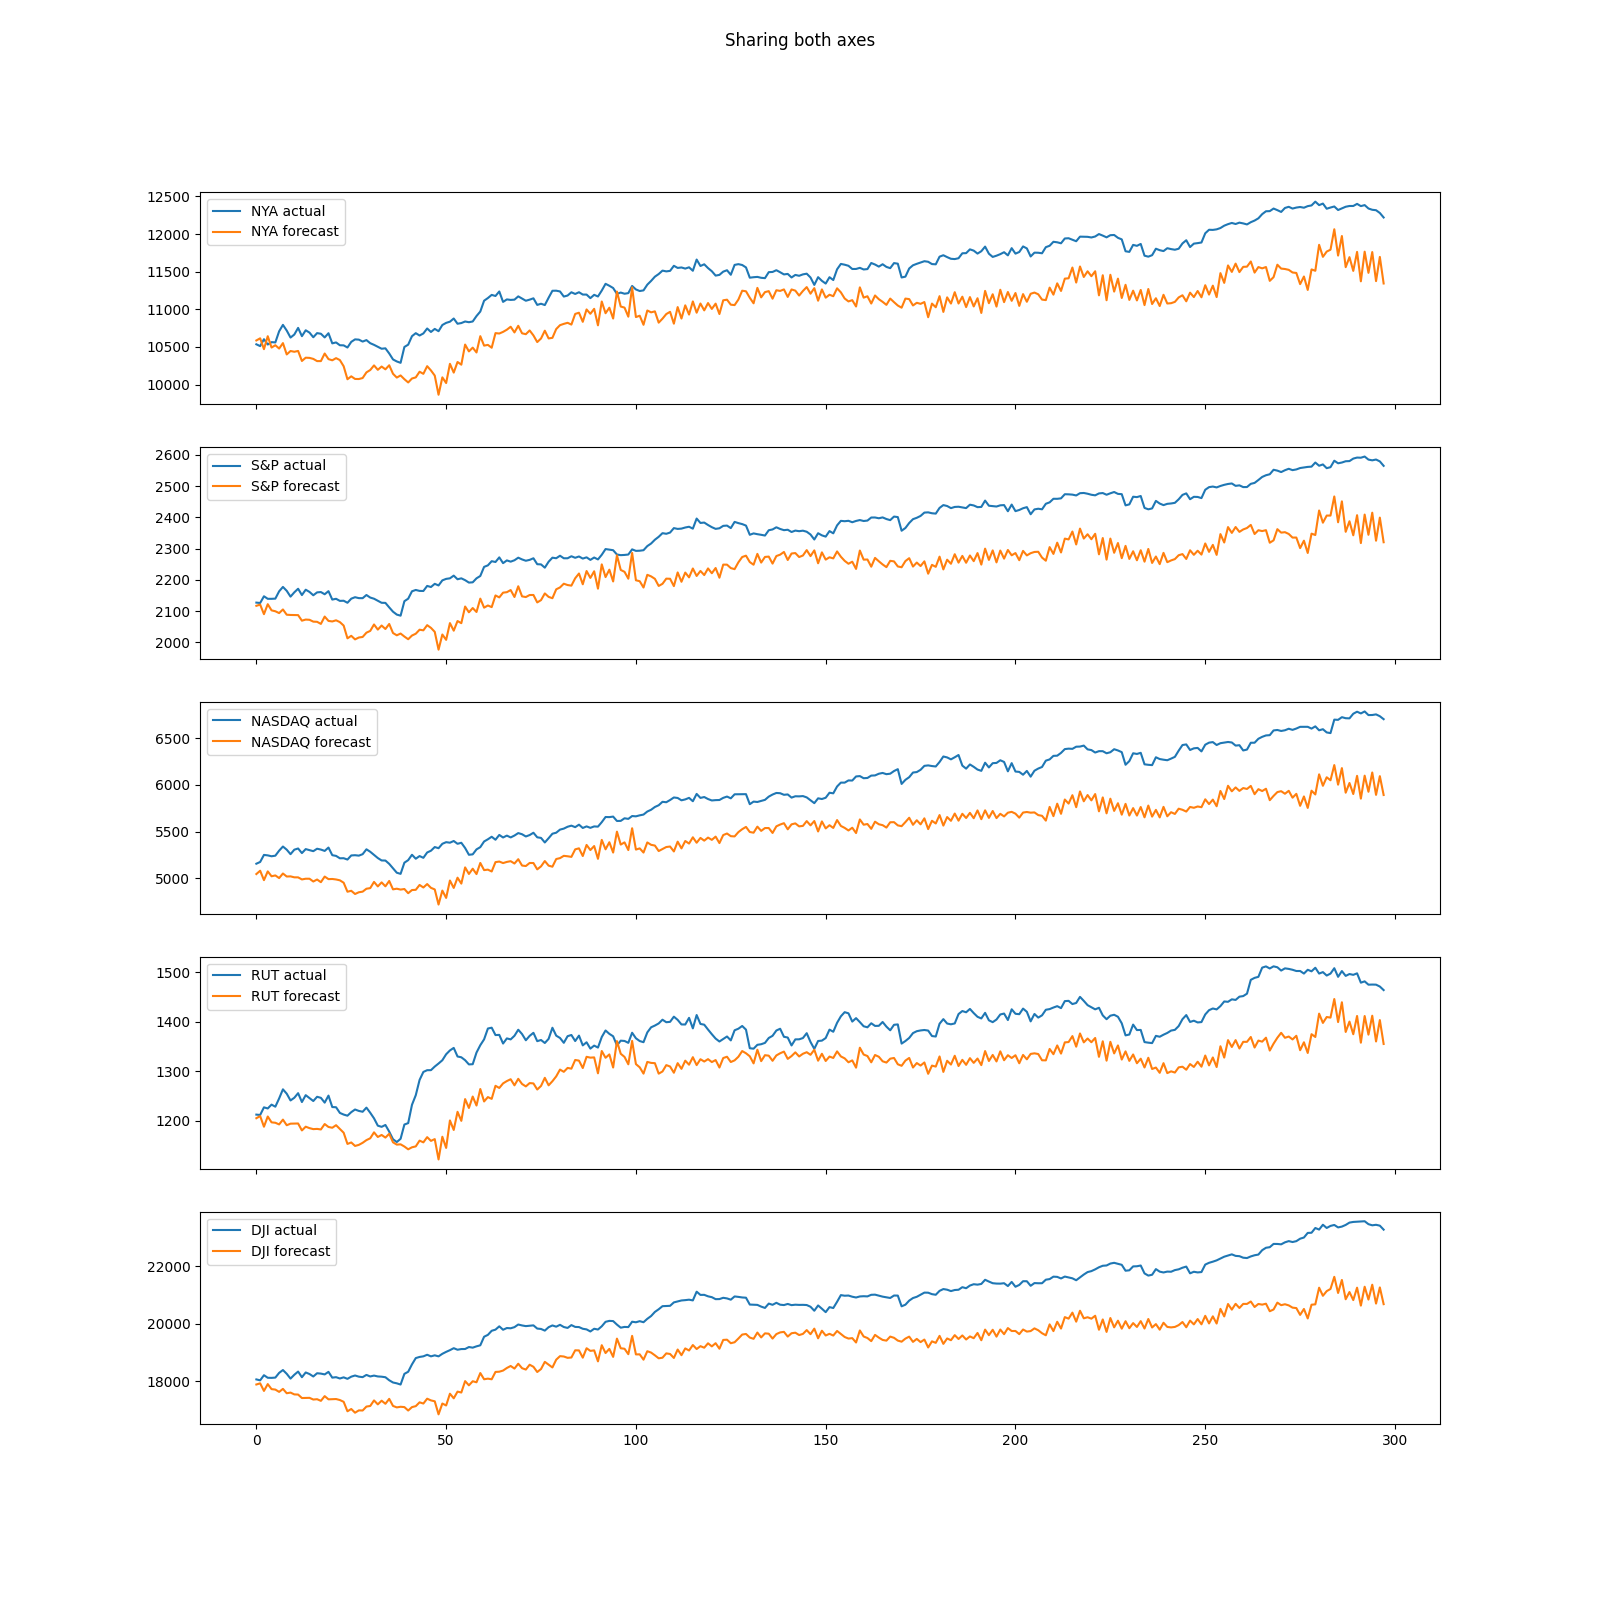 Sharing both axes
12500
12000
11500
11000
10500
10000
NYA actual
NYA forecast
2600
2500
2400
2300
2200
2100
2000
S&P actual
S&P forecast
6500
6000
5500
5000
NASDAQ actual
NASDAQ forecast
1500
1400
1300
1200
RUT actual
RUT forecast
22000
20000
18000
DJI actual
DJI forecast
0 50 100 150 200 250 300